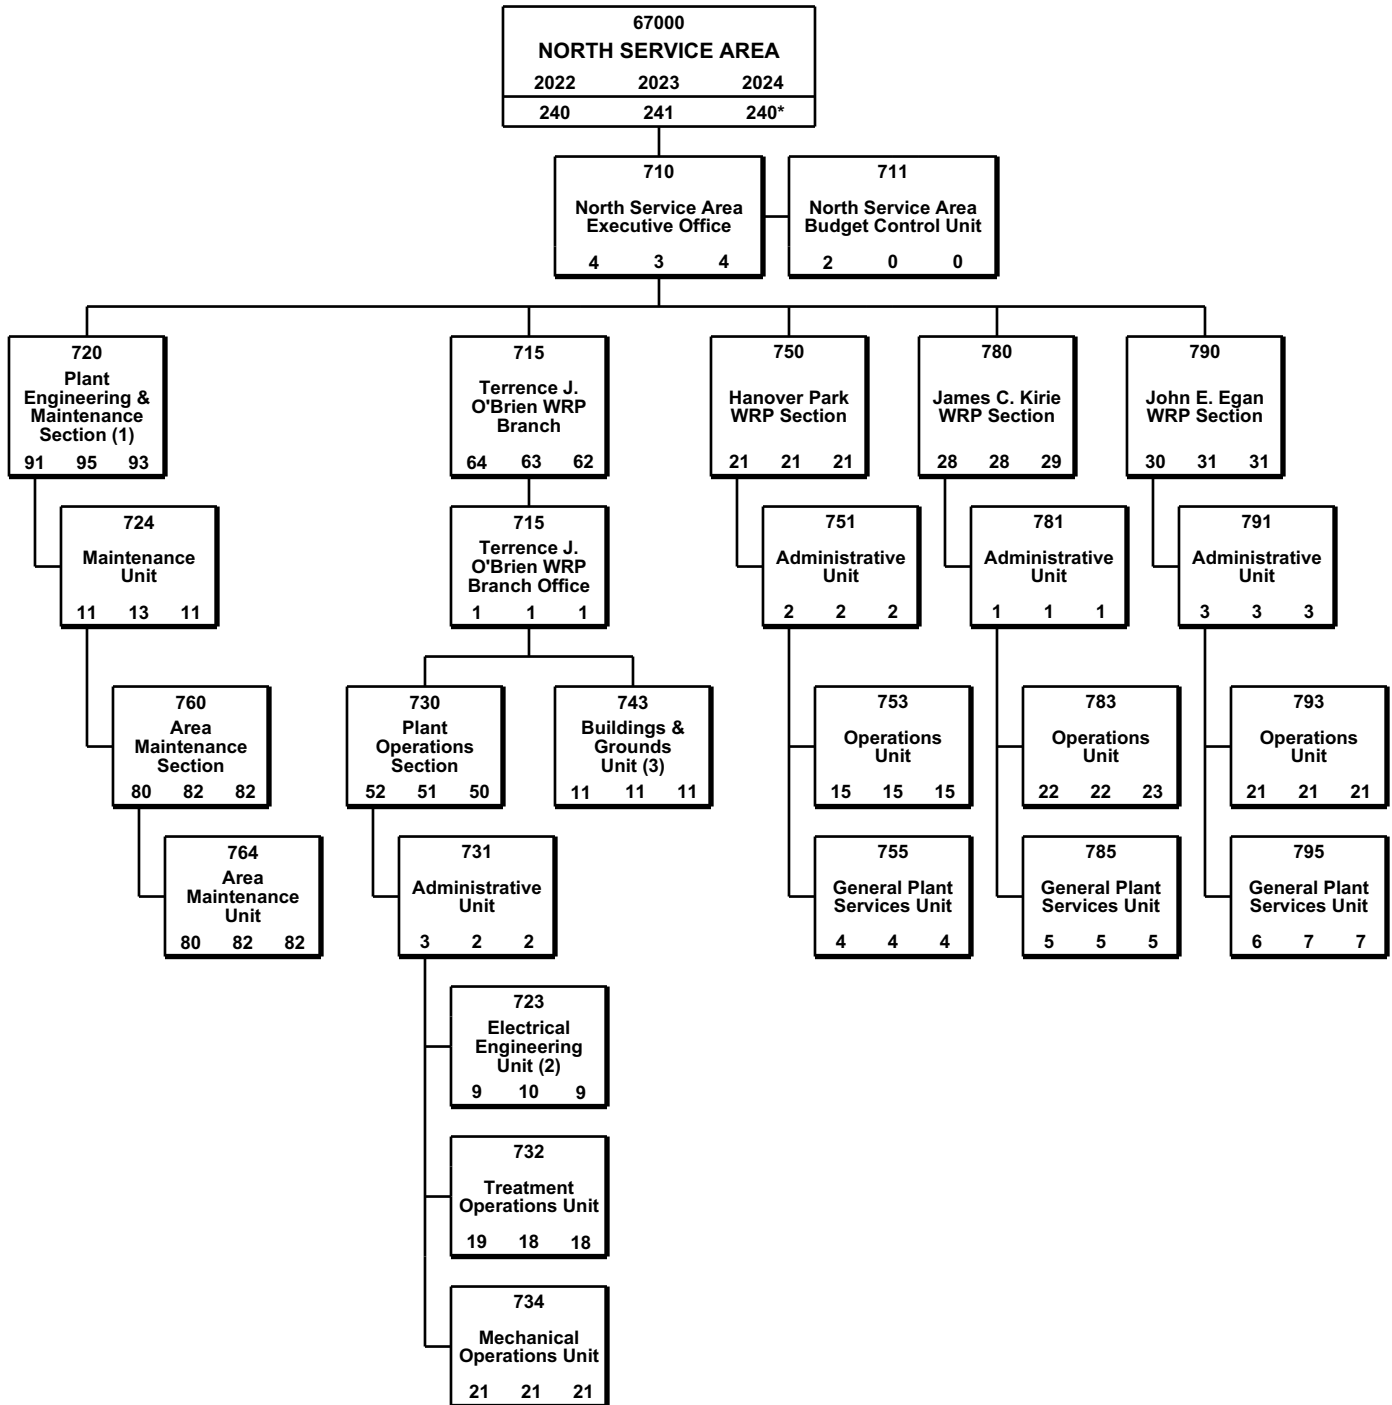 67000
NORTH SERVICE AREA
2022 2023 2024
240 241 240*
710
North Service Area
Executive Office
4 3 4
711
North Service Area
Budget Control Unit
2 0 0
720
Plant
Engineering &
Maintenance
Section (1)
91 95 93
715
Terrence J.
O'Brien WRP
Branch
64 63 62
750
Hanover Park
WRP Section
21 21 21
780
James C. Kirie
WRP Section
28 28 29
790
John E. Egan
WRP Section
30 31 31
724
Maintenance
Unit
11 13 11
715
Terrence J.
O'Brien WRP
Branch Office
1 1 1
751
Administrative
Unit
2 2 2
781
Administrative
Unit
1 1 1
791
Administrative
Unit
3 3 3
760
Area
Maintenance
Section
80 82 82
730
Plant
Operations
Section
52 51 50
743
Buildings &
Grounds
Unit (3)
11 11 11
753
Operations
Unit
15 15 15
783
Operations
Unit
22 22 23
793
Operations
Unit
21 21 21
764
Area
Maintenance
Unit
80 82 82
731
Administrative
Unit
3 2 2
755
General Plant
Services Unit
4 4 4
785
General Plant
Services Unit
5 5 5
795
General Plant
Services Unit
6 7 7
723
Electrical
Engineering
Unit (2)
9 10 9
732
Treatment
Operations Unit
19 18 18
734
Mechanical
Operations Unit
21 21 21